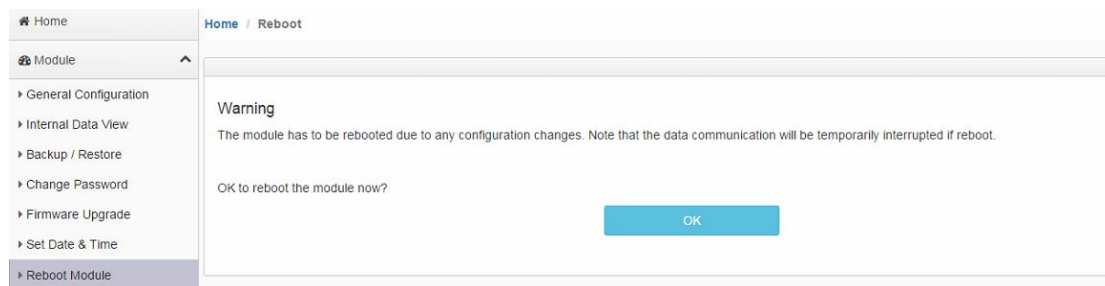 Home
Home / Reboot
Module
General Configuration
Internal Data View
Backup / Restore
Change Password
Firmware Upgrade
Set Date & Time
Reboot Module
Warning
The module has to be rebooted due to any configuration changes. Note that the data communication will be temporarily interrupted if reboot.
OK to reboot the module now?
OK